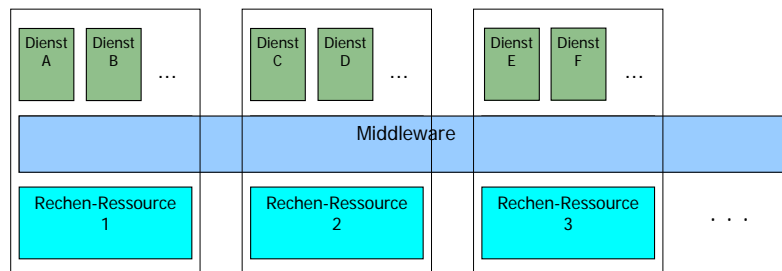 Dienst
A
Dienst
B
...
Dienst
C
Dienst
D
...
Dienst
E
Dienst
F
...
Middleware
Rechen-Ressource
1
Rechen-Ressource
2
Rechen-Ressource
3
. . .